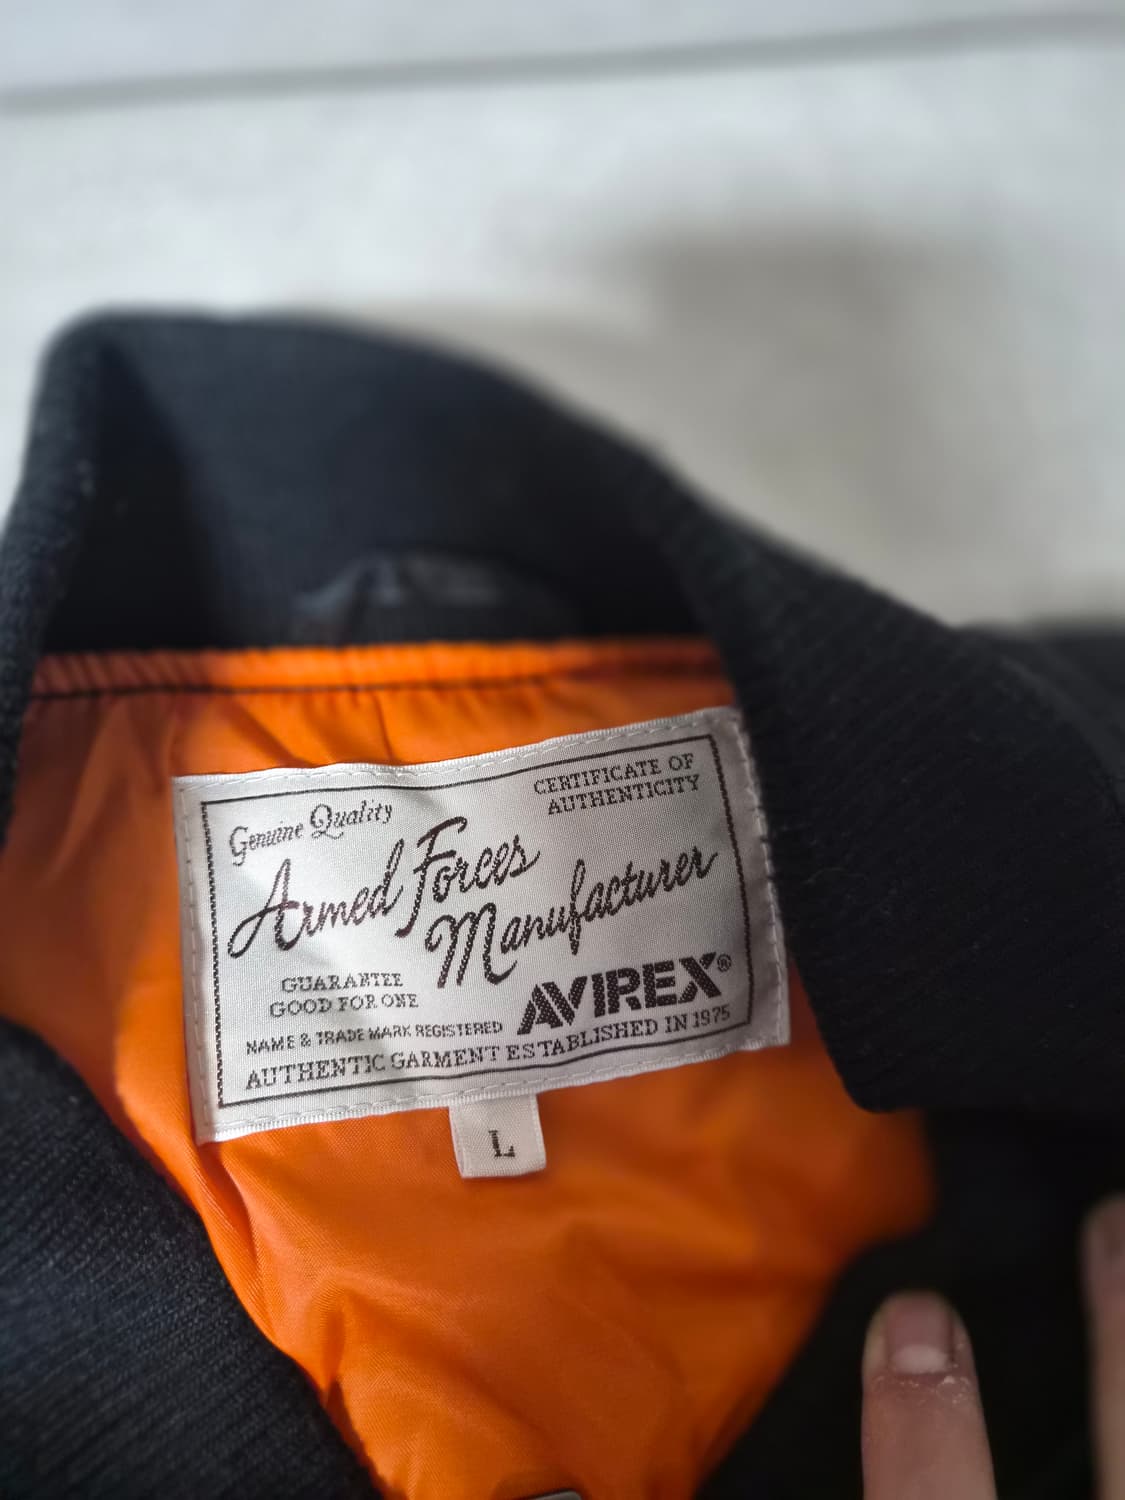 Genuine Quality
CERTIFICATE OF
AUTHENTICITY
Armed Forces
Manufacturer
GUARANTEE
GOOD FOR ONE
AVIREX®
NAME & TRADE MARK REGISTERED
AUTHENTIC GARMENT ESTABLISHED IN 1975
L